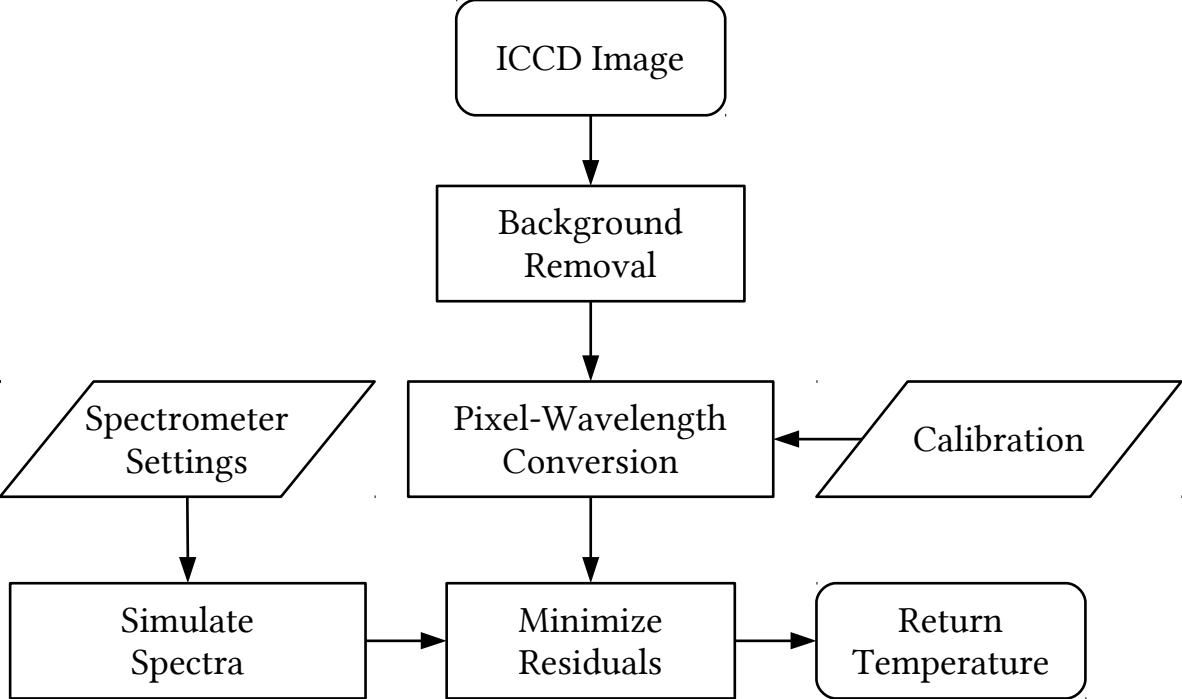 ICCD Image
Background
Removal
Spectrometer
Settings
Pixel-Wavelength
Conversion
Calibration
Simulate
Spectra
Minimize
Residuals
Return
Temperature